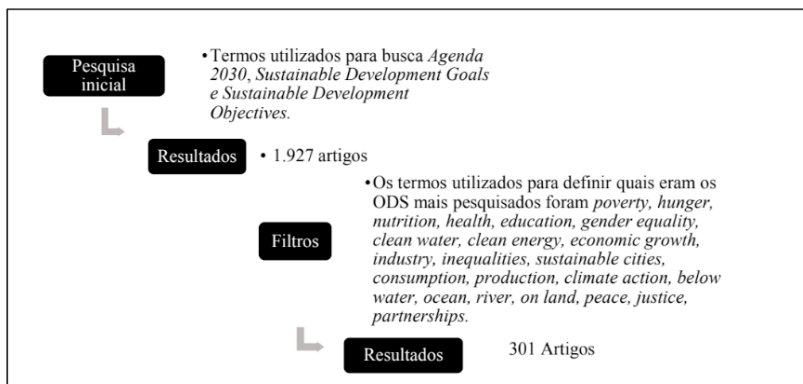 Pesquisa
inicial
•Termos utilizados para busca Agenda
2030, Sustainable Development Goals
e Sustainable Development
Objectives.
Resultados
• 1.927 artigos
Filtros
•Os termos utilizados para definir quais eram os
ODS mais pesquisados foram poverty, hunger,
nutrition, health, education, gender equality,
clean water, clean energy, economic growth,
industry, inequalities, sustainable cities,
consumption, production, climate action, below
water, ocean, river, on land, peace, justice,
partnerships.
Resultados
301 Artigos